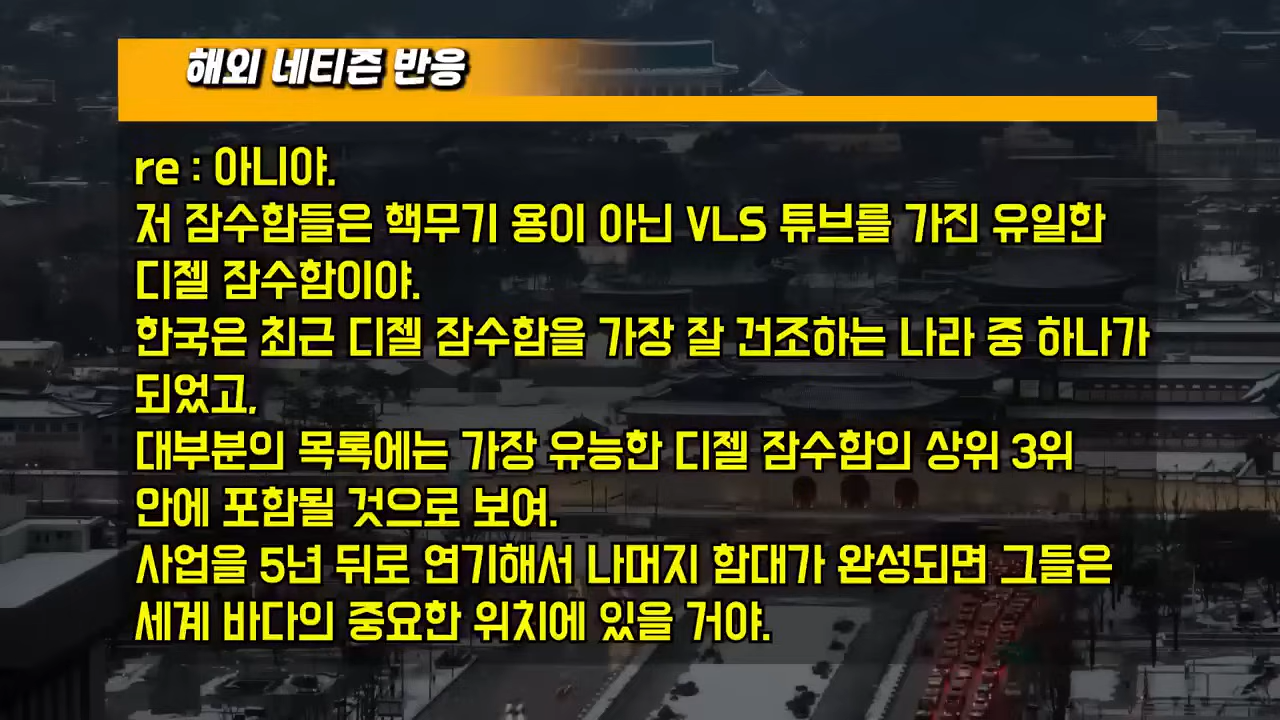 해외 네티즌 반응
re : 아니야.
저 잠수함들은 핵무기 용이 아닌 VLS 튜브를 가진 유일한
디젤 잠수함이야.
한국은 최근 디젤 잠수함을 가장 잘 건조하는 나라 중 하나가
되었고,
대부분의 목록에는 가장 유능한 디젤 잠수함의 상위 3위
안에 포함될 것으로 보여.
사업을 5년 뒤로 연기해서 나머지 함대가 완성되면 그들은
세계 바다의 중요한 위치에 있을 거야.